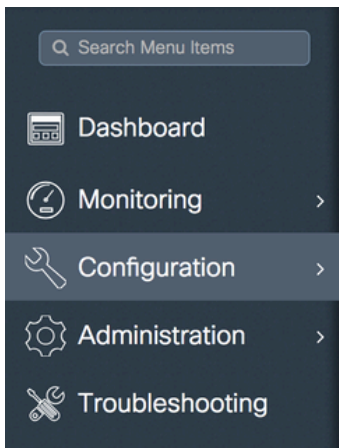 Search Menu Items
Dashboard
Monitoring
Configuration
Administration
Troubleshooting